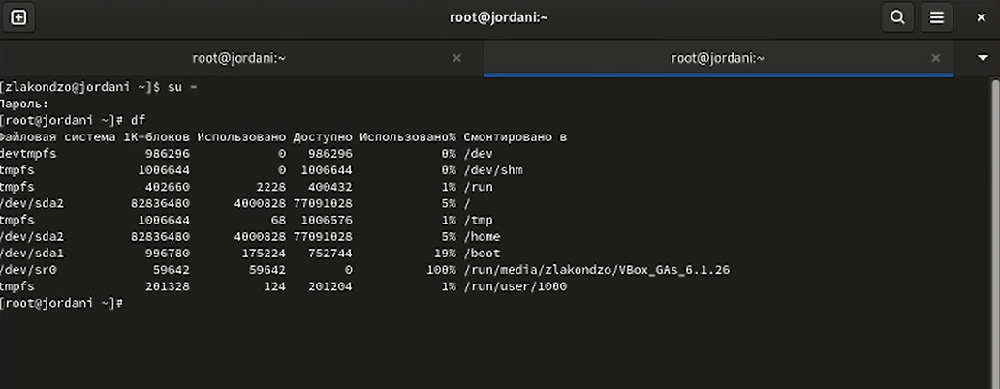 root@jordani:~
root@jordani:~ root@jordani:~
[zlakondzo@jordani ~]$ su -
Пароль:
[root@jordani ~]# df
Файловая система 1K-блоков Использовано Доступно Использовано% Смонтировано в
devtmpfs 986296 0 986296 0% /dev
tmpfs 1006644 0 1006644 0% /dev/shm
tmpfs 402660 2228 400432 1% /run
/dev/sda2 82836480 4000828 77091028 5% /
tmpfs 1006644 68 1006576 1% /tmp
/dev/sda2 82836480 4000828 77091028 5% /home
/dev/sda1 996780 175224 752744 19% /boot
/dev/sr0 59642 59642 0 100% /run/media/zlakondzo/VBox_GAs_6.1.26
tmpfs 201328 124 201204 1% /run/user/1000
[root@jordani ~]#